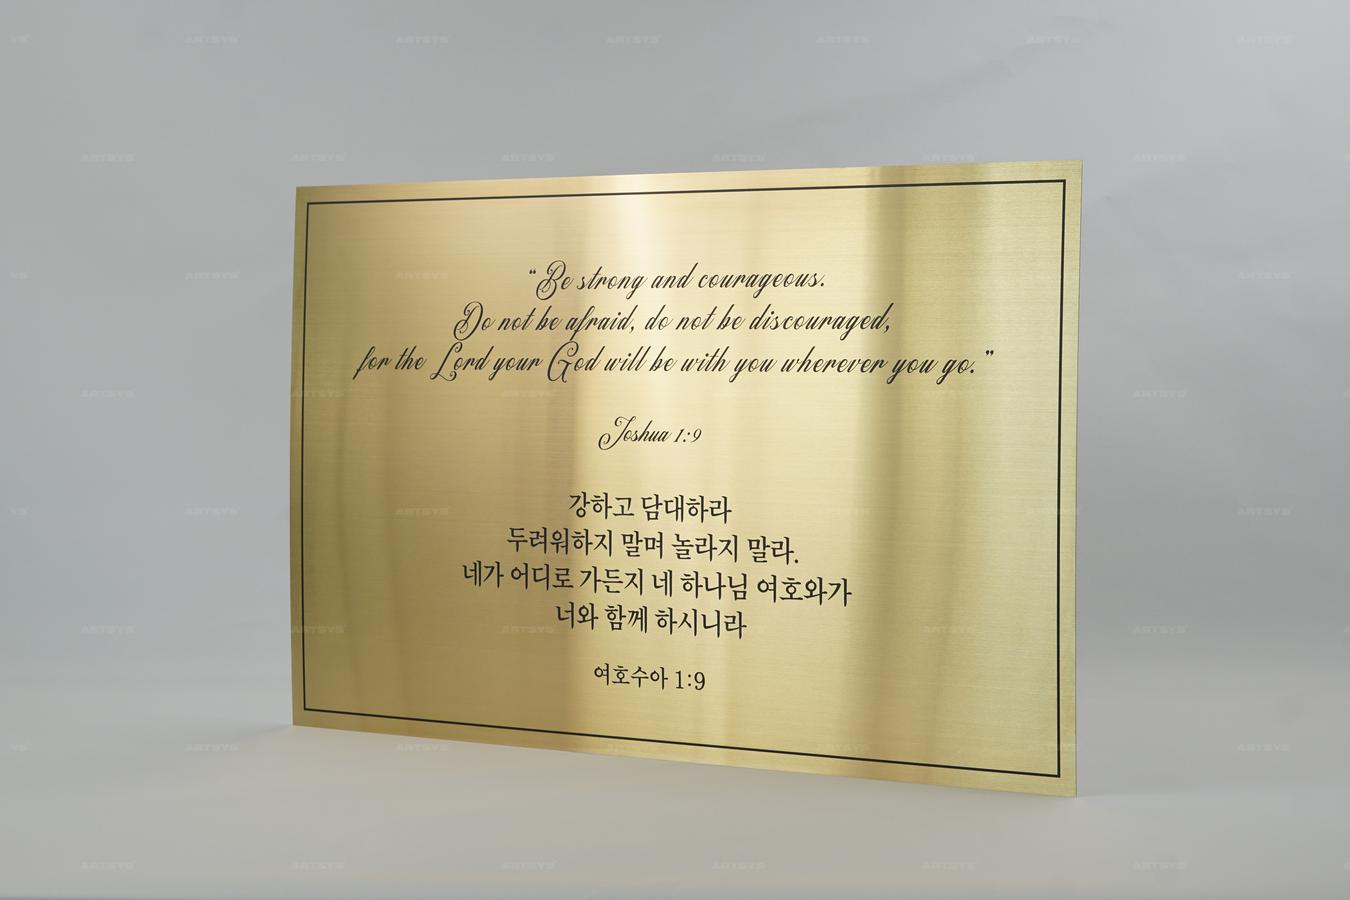 “Be strong and courageous.
Do not be afraid, do not be discouraged,
for the Lord your God will be with you wherever you go.”
Joshua 1:9
강하고 담대하라
두려워하지 말며 놀라지 말라.
네가 어디로 가든지 네 하나님 여호와가
너와 함께 하시니라
여호수아 1:9
ARTSYS